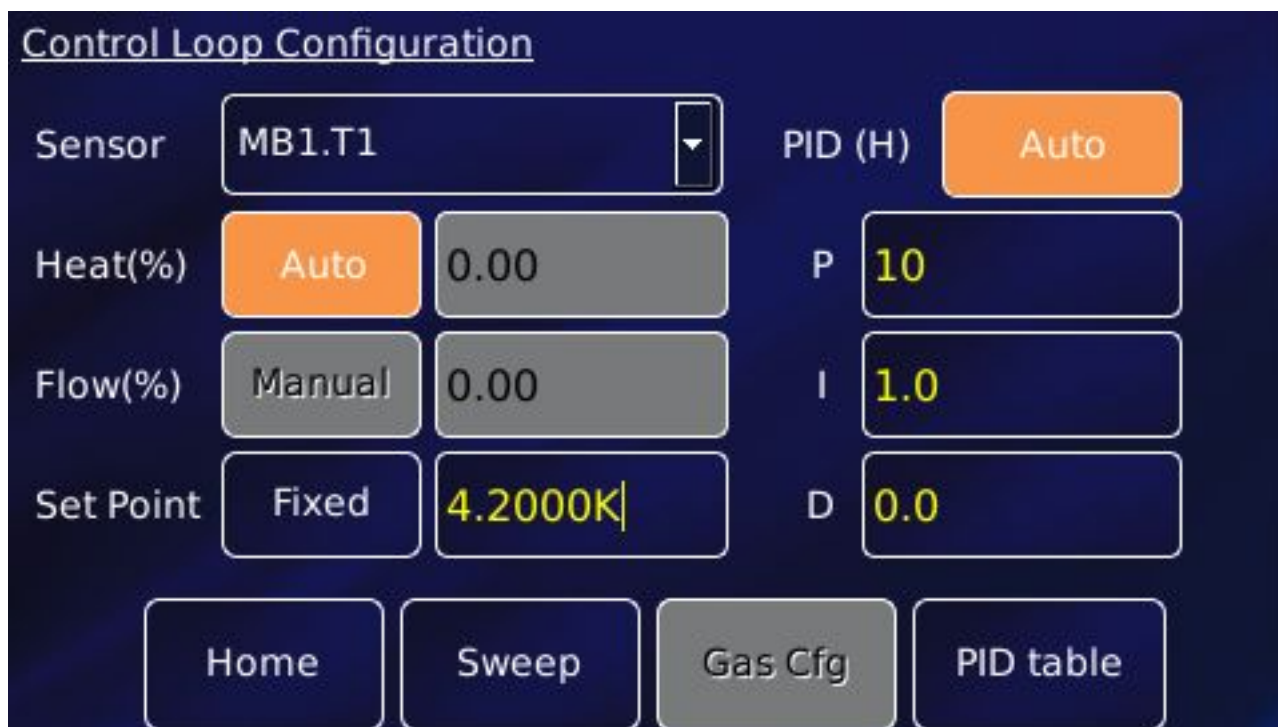 Control Loop Configuration
Sensor MB1.T1 PID (H) Auto
Heat(%) Auto 0.00 P 10
Flow(%) Manual 0.00 I 1.0
Set Point Fixed 4.2000K D 0.0
Home Sweep Gas Cfg PID table